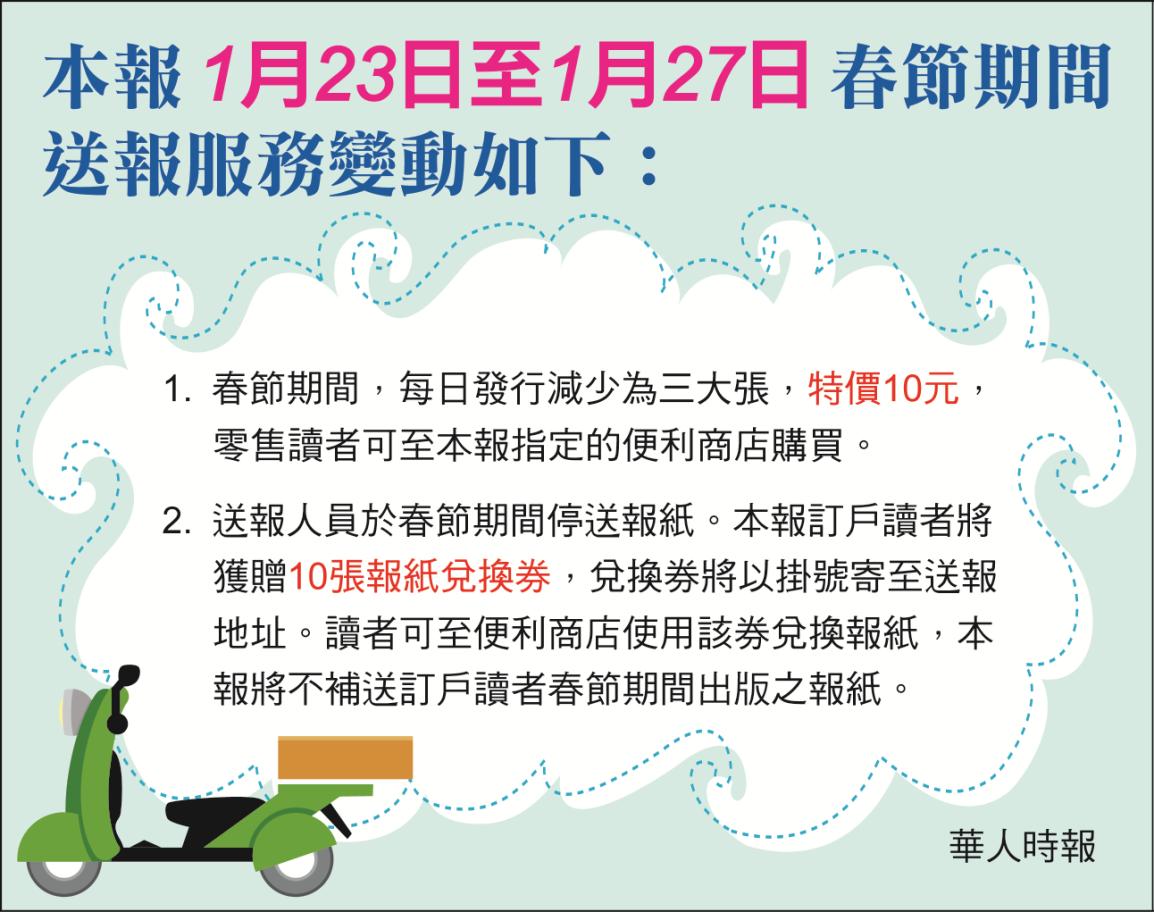 本報1月23日至1月27日春節期間
送報服務變動如下：
1. 春節期間，每日發行減少為三大張，特價10元，
零售讀者可至本報指定的便利商店購買。
2. 送報人員於春節期間停送報紙。本報訂戶讀者將
獲贈10張報紙兌換券，兌換券將以掛號寄至送報
地址。讀者可至便利商店使用該券兌換報紙，本
報將不補送訂戶讀者春節期間出版之報紙。
華人時報